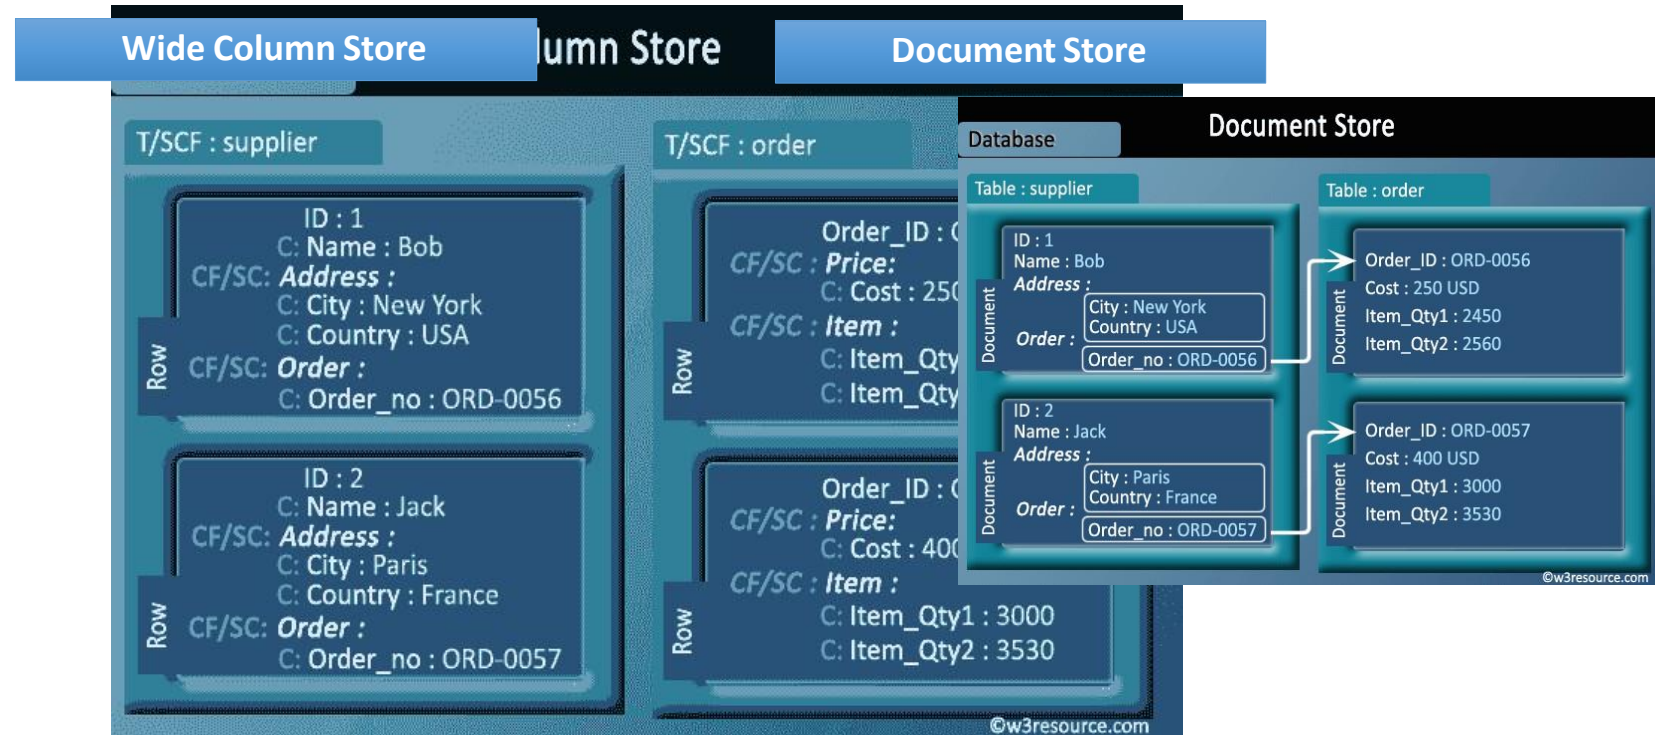 Wide Column Store
umn Store
Document Store
T/SCF : supplier
ID : 1
C: Name : Bob
CF/SC: Address :
C: City : New York
C: Country : USA
CF/SC: Order :
C: Order_no : ORD-0056
Row
ID : 2
C: Name : Jack
CF/SC: Address :
C: City : Paris
C: Country : France
CF/SC: Order :
C: Order_no : ORD-0057
Row
T/SCF : order
Order_ID :
CF/SC : Price:
C: Cost : 250
CF/SC : Item :
C: Item_Qty
C: Item_Qty
Row
Order_ID :
CF/SC : Price:
C: Cost : 400
CF/SC : Item :
C: Item_Qty1 : 3000
C: Item_Qty2 : 3530
Row
©w3resource.com
Document Store
Database
Table : supplier
ID : 1
Name : Bob
Address :
City : New York
Country : USA
Order :
Order_no : ORD-0056
Document
ID : 2
Name : Jack
Address :
City : Paris
Country : France
Order :
Order_no : ORD-0057
Document
Table : order
Order_ID : ORD-0056
Cost : 250 USD
Item_Qty1 : 2450
Item_Qty2 : 2560
Document
Order_ID : ORD-0057
Cost : 400 USD
Item_Qty1 : 3000
Item_Qty2 : 3530
Document
©w3resource.com